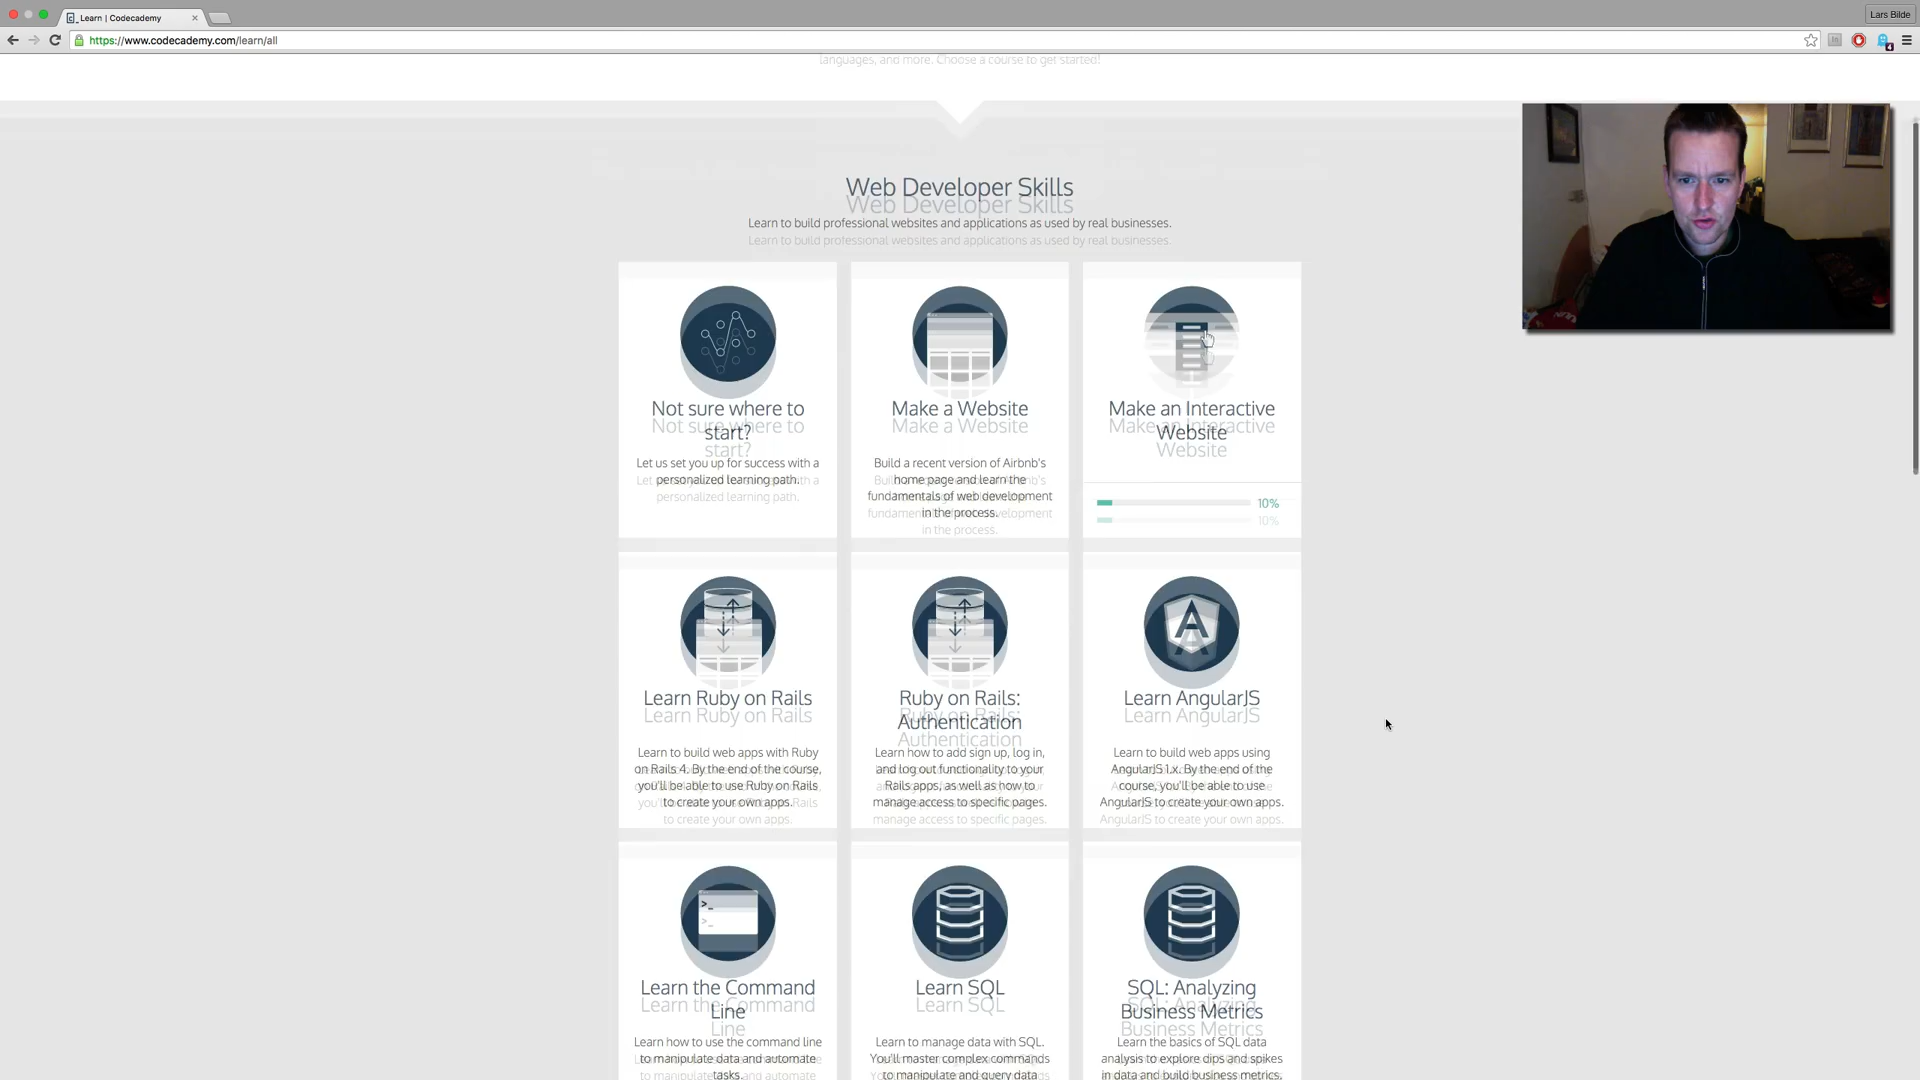 Learn | Codecademy
Lars Bilde
https://www.codecademy.com/learn/all
languages, and more. Choose a course to get started!
Web Developer Skills
Learn to build professional websites and applications as used by real businesses.
Not sure where to
start?
Let us set you up for success with a
personalized learning path.
Make a Website
Build a recent version of Airbnb's
home page and learn the
fundamentals of web development
in the process.
Make an Interactive
Website
10%
Learn Ruby on Rails
Learn to build web apps with Ruby
on Rails 4. By the end of the course,
you'll be able to use Ruby on Rails
to create your own apps.
Ruby on Rails:
Authentication
Learn how to add sign up, log in,
and log out functionality to your
Rails apps, as well as how to
manage access to specific pages.
Learn AngularJS
Learn to build web apps using
AngularJS 1.x. By the end of the
course, you'll be able to use
AngularJS to create your own apps.
Learn the Command
Line
Learn how to use the command line
to manipulate data and automate
tasks.
Learn SQL
Learn to manage data with SQL.
You'll master complex commands
to manipulate and query data
SQL: Analyzing
Business Metrics
Learn the basics of SQL data
analysis to explore dips and spikes
in data and build business metrics.